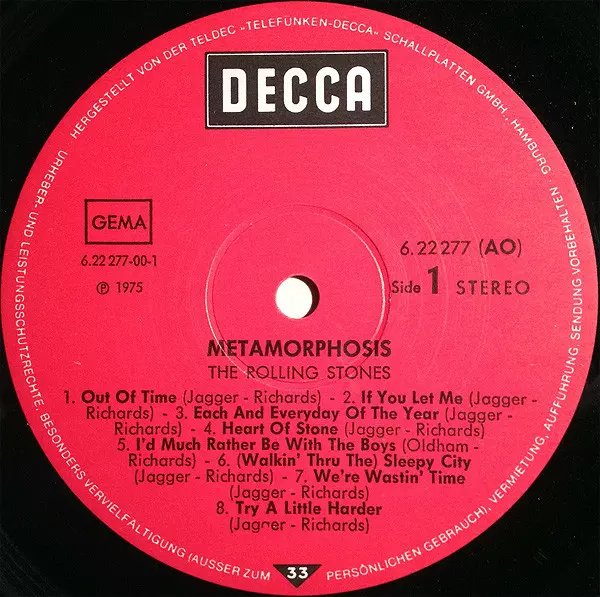 HERGESTELLT VON DER TELDEC »TELEFUNKEN-DECCA« SCHALLPLATTEN GMBH., HAMBURG
URHEBER- UND LEISTUNGSSCHUTZRECHTE, BESONDERS VERVIELFÄLTIGUNG (AUSSER ZUM PERSÖNLICHEN GEBRAUCH), VERMIETUNG, AUFFÜHRUNG, SENDUNG VORBEHALTEN
DECCA
GEMA
6.22 277-00-1
℗ 1975
6.22277 (AO)
Side 1 STEREO
METAMORPHOSIS
THE ROLLING STONES
1. Out Of Time (Jagger - Richards) - 2. If You Let Me (Jagger -
Richards) - 3. Each And Everyday Of The Year (Jagger -
Richards) - 4. Heart Of Stone (Jagger - Richards)
5. I'd Much Rather Be With The Boys (Oldham -
Richards) - 6. (Walkin' Thru The) Sleepy City
(Jagger - Richards) - 7. We're Wastin' Time
(Jagger - Richards)
8. Try A Little Harder
(Jagger - Richards)
33